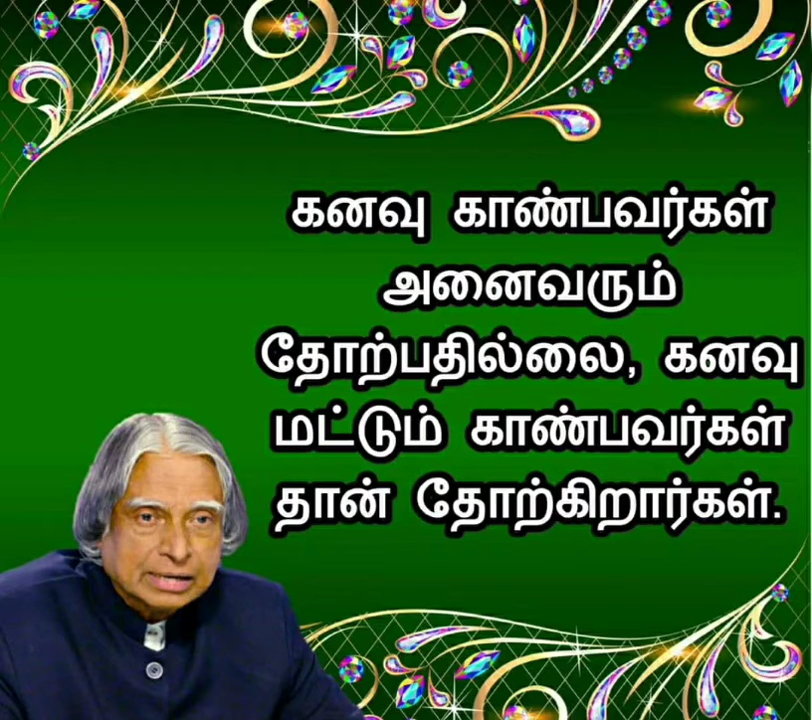 கனவு காண்பவர்கள்
அனைவரும்
தோற்பதில்லை, கனவு
மட்டும் காண்பவர்கள்
தான் தோற்கிறார்கள்.